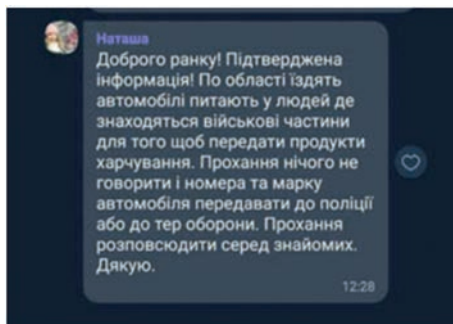 Наташа
Доброго ранку! Підтверджена
інформація! По області їздять
автомобілі питають у людей де
знаходяться військові частини
для того щоб передати продукти
харчування. Прохання нічого не
говорити і номера та марку
автомобіля передавати до поліції
або до тер оборони. Прохання
розповсюдити серед знайомих.
Дякую.
12:28